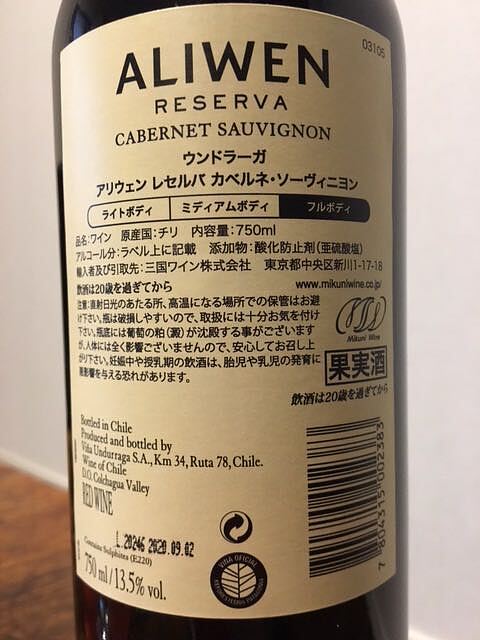 03105
ALIWEN
RESERVA
CABERNET SAUVIGNON
ウンドラーガ
アリウェン レセルバ カベルネ・ソーヴィニヨン
ライトボディ ミディアムボディ フルボディ
品名:ワイン 原産国:チリ 内容量:750ml
アルコール分:ラベル上に記載 添加物:酸化防止剤(亜硫酸塩)
輸入者及び引取先:三国ワイン株式会社 東京都中央区新川1-17-18
飲酒は20歳を過ぎてから www.mikuniwine.co.jp/
注意:直射日光のあたる所、高温になる場所での保管はお避
け下さい。瓶は破損しやすいので、取扱には十分お気を付け
下さい。瓶底には葡萄の粕(澱)が沈殿する事がございます
が、人体には全く影響ございませんので、安心してお召し上
がり下さい。妊娠中や授乳期の飲酒は、胎児や乳児の発育に
悪影響を与える恐れがあります。
Mikuni Wine
果実酒
飲酒は20歳を過ぎてから
Bottled in Chile
Produced and bottled by
Viña Undurraga S.A., Km 34, Ruta 78, Chile.
Wine of Chile
D.O. Colchagua Valley
RED WINE
L.20246 2020.09.02
Contains Sulphites (E220)
750 ml/13.5% vol.
VIÑA OFICIAL
7 804315 002383